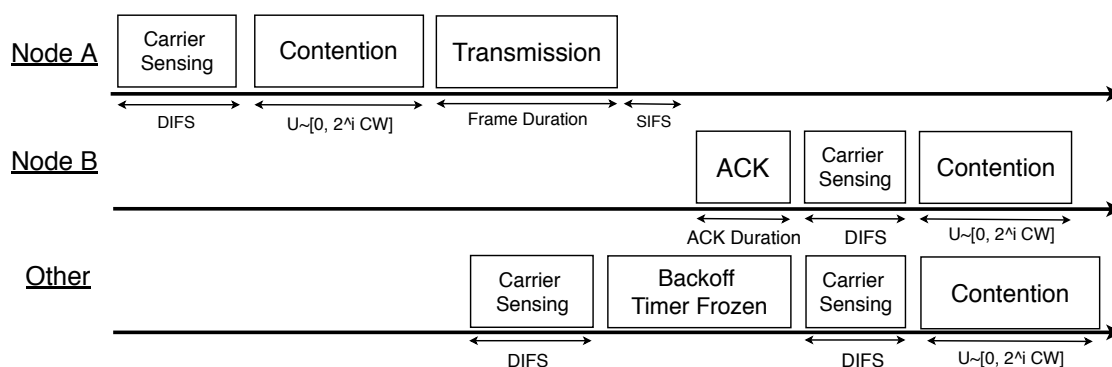 Node A
Carrier
Sensing
Contention
Transmission
DIFS
U~[0, 2^i CW]
Frame Duration
SIFS
Node B
ACK
Carrier
Sensing
Contention
ACK Duration
DIFS
U~[0, 2^i CW]
Other
Carrier
Sensing
Backoff
Timer Frozen
Carrier
Sensing
Contention
DIFS
DIFS
U~[0, 2^i CW]